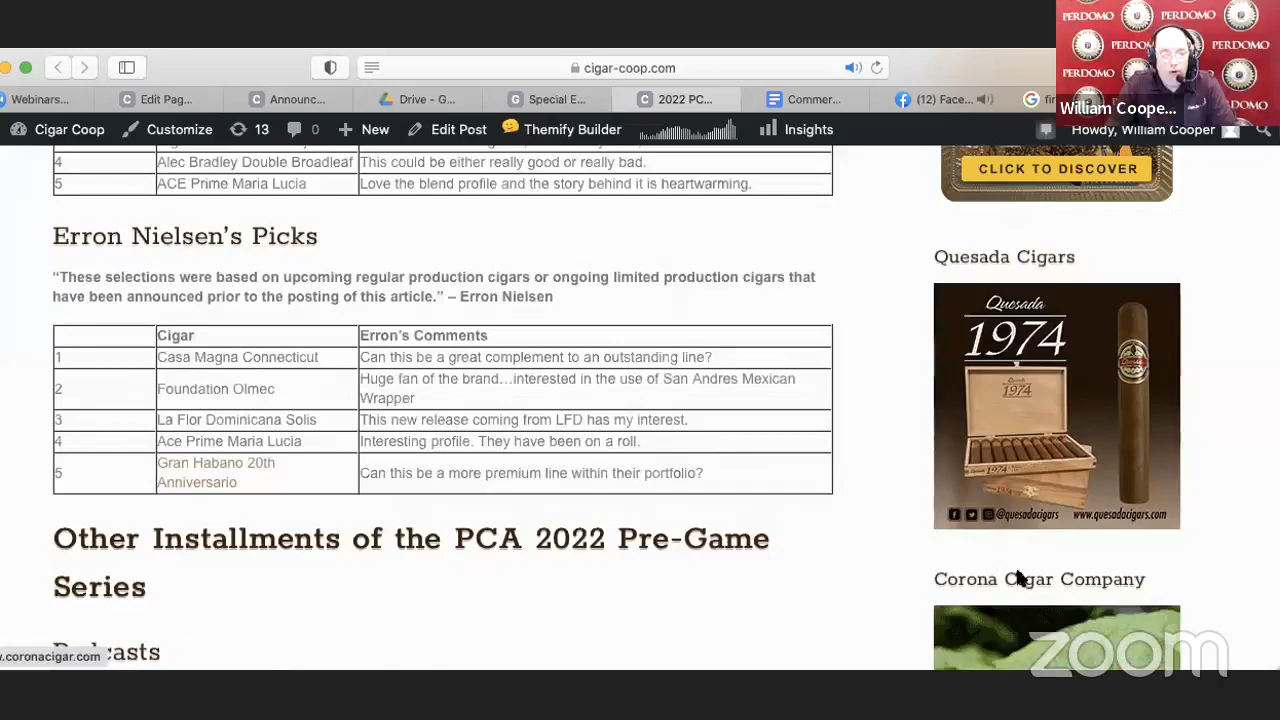 PERDOMO PERDOMO
PERDOMO
PERDOMO
William Coope...
cigar-coop.com
Webinars...
Edit Pag...
Announc...
Drive – G...
Special E...
2022 PC...
Commer...
(12) Face...
Cigar Coop
Customize
13
0
New
Edit Post
Themify Builder
Insights
Howdy, William Cooper
4 Alec Bradley Double Broadleaf This could be either really good or really bad.
5 ACE Prime Maria Lucia Love the blend profile and the story behind it is heartwarming.
CLICK TO DISCOVER
Erron Nielsen’s Picks
“These selections were based on upcoming regular production cigars or ongoing limited production cigars that
have been announced prior to the posting of this article.” – Erron Nielsen
Cigar Erron’s Comments
1 Casa Magna Connecticut Can this be a great complement to an outstanding line?
2 Foundation Olmec Huge fan of the brand…interested in the use of San Andres Mexican
Wrapper
3 La Flor Dominicana Solis This new release coming from LFD has my interest.
4 Ace Prime Maria Lucia Interesting profile. They have been on a roll.
5 Gran Habano 20th
Anniversario Can this be a more premium line within their portfolio?
Other Installments of the PCA 2022 Pre-Game
Series
Podcasts
.coronacigar.com
Quesada Cigars
Quesada
1974
Quesada
1974
1974
@quesadacigars www.quesadacigars.com
Corona Cigar Company
zoom